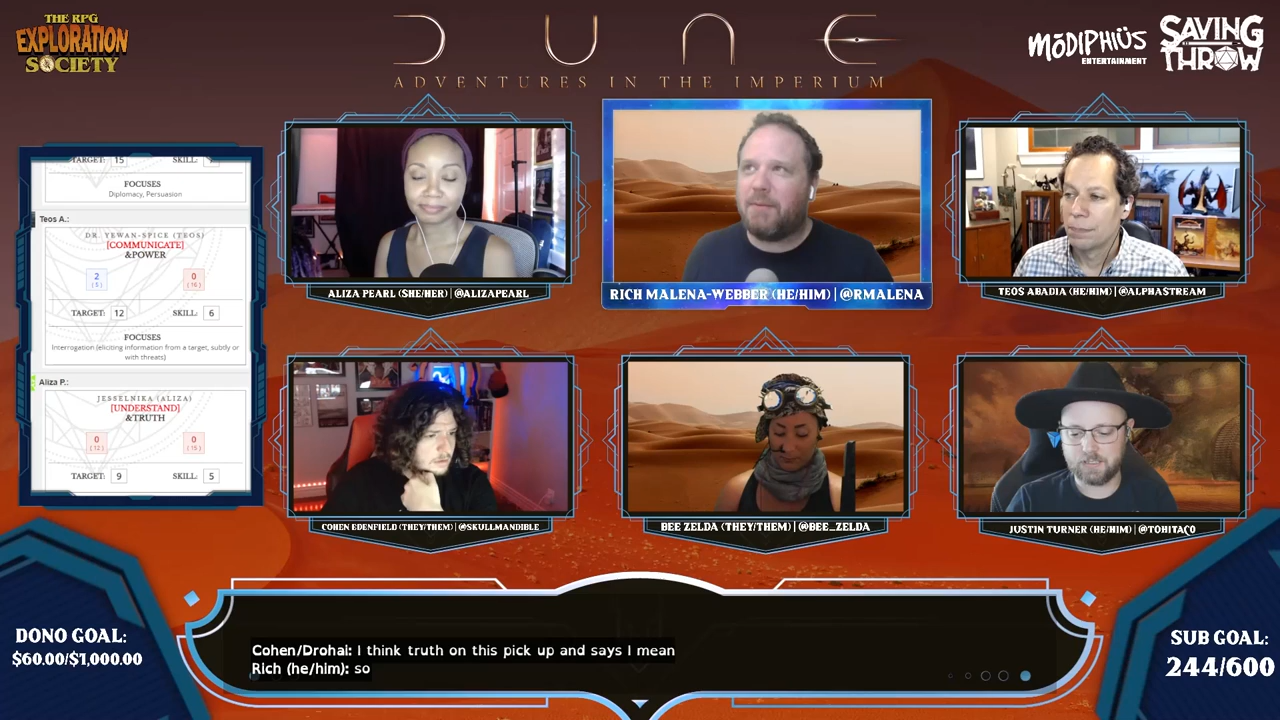 THE RPG
EXPLORATION
SOCIETY
DUNE
ADVENTURES IN THE IMPERIUM
MODIPHIUS
ENTERTAINMENT
SAVING
THROW
TARGET: 15 SKILL:
FOCUSES
Diplomacy, Persuasion
Teos A.:
DR. YEWAN-SPICE (TEOS)
[COMMUNICATE]
&POWER
2 0
(5) (16)
TARGET: 12 SKILL: 6
FOCUSES
Interrogation (eliciting information from a target, subtly or
with threats)
Aliza P.:
JESSELNIKA (ALIZA)
[UNDERSTAND]
&TRUTH
0 0
(12) (15)
TARGET: 9 SKILL: 5
ALIZA PEARL (SHE/HER) | @ALIZAPEARL
RICH MALENA-WEBBER (HE/HIM) | @RMALENA
TEOS ABADIA (HE/HIM) | @ALPHASTREAM
COHEN EDENFIELD (THEY/THEM) | @SKULLMANDIBLE
BEE ZELDA (THEY/THEM) | @BEE_ZELDA
JUSTIN TURNER (HE/HIM) | @TOHITACO
DONO GOAL:
$60.00/$1,000.00
Cohen/Drohai: I think truth on this pick up and says I mean
Rich (he/him): so
SUB GOAL:
244/600